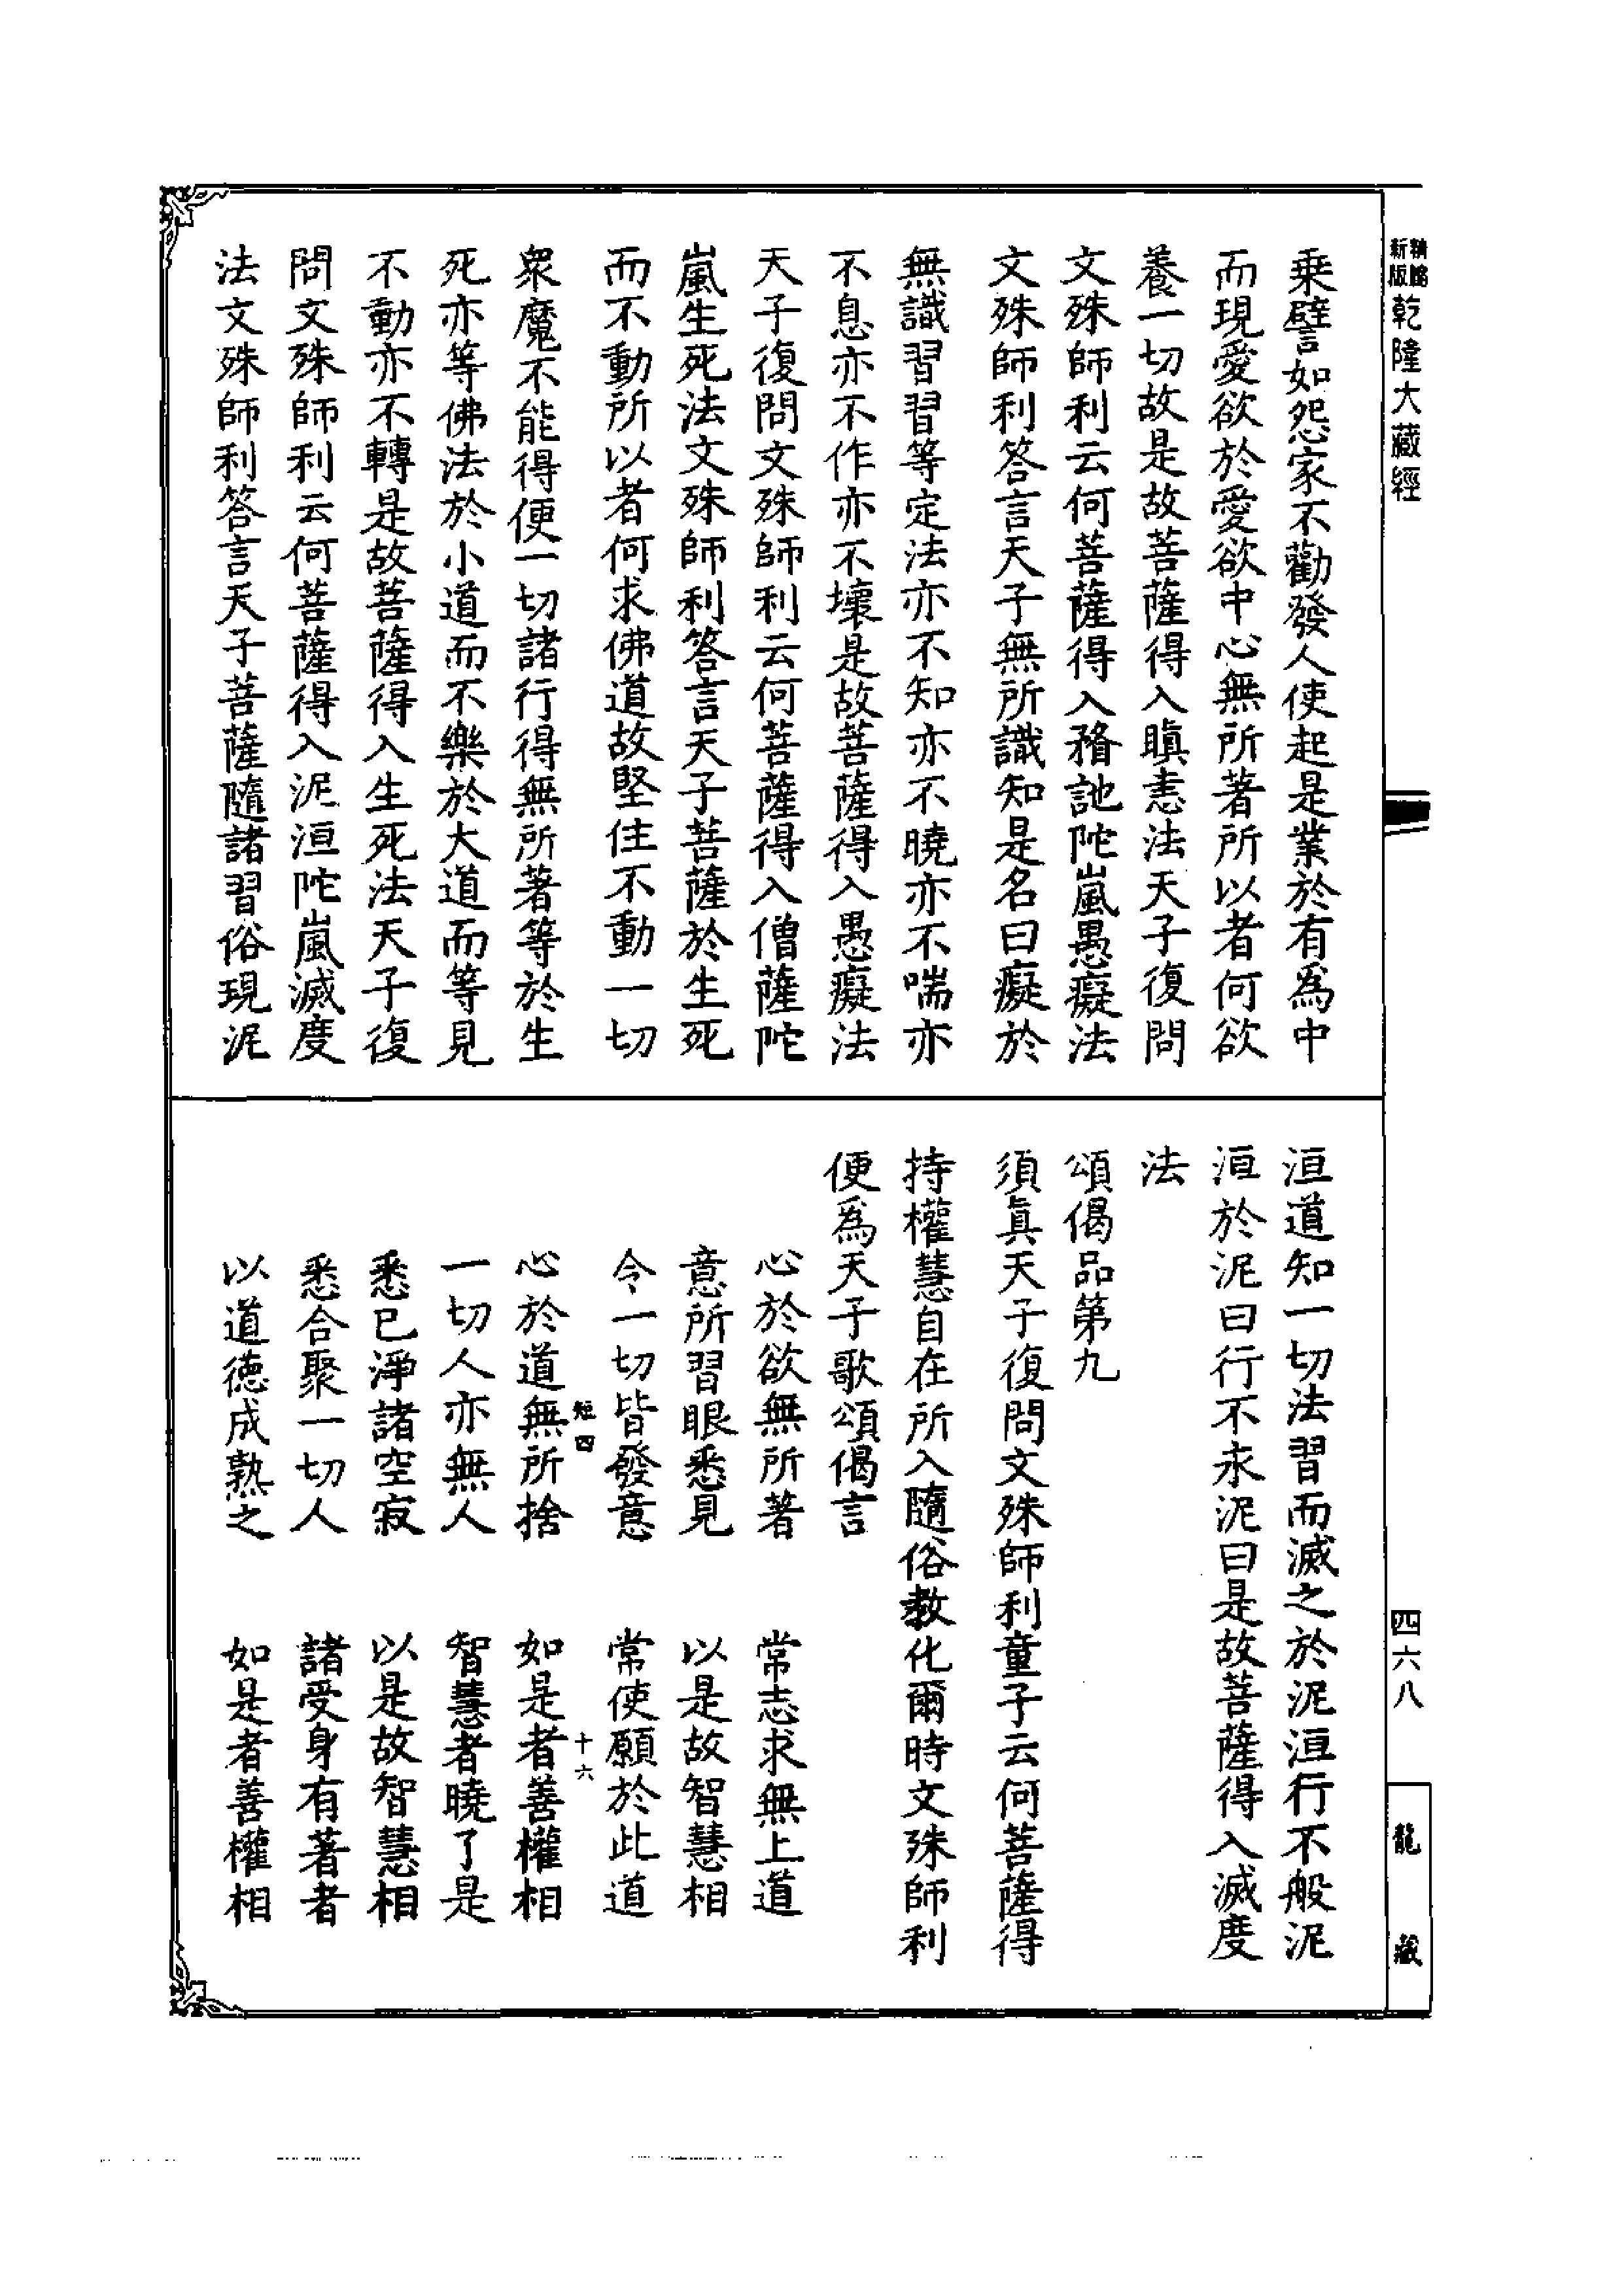 精縮
新版
乾隆大藏經
四六八
龍藏
乘譬如怨家不勸發人使起是業於有爲中
而現愛欲於愛欲中心無所著所以者何欲
養一切故是故菩薩得入瞋恚法天子復問
文殊師利云何菩薩得入㬱訑陀嵐愚癡法
文殊師利答言天子無所識知是名曰癡於
無識習習等定法亦不知亦不曉亦不喘亦
不息亦不作亦不壞是故菩薩得入愚癡法
天子復問文殊師利云何菩薩得入僧薩陀
嵐生死法文殊師利答言天子菩薩於生死
而不動所以者何求佛道故堅住不動一切
衆魔不能得便一切諸行得無所著等於生
死亦等佛法於小道而不樂於大道而等見
不動亦不轉是故菩薩得入生死法天子復
問文殊師利云何菩薩得入泥洹陀嵐滅度
法文殊師利答言天子菩薩隨諸習俗現泥
洹道知一切法習而滅之於泥洹行不般泥
洹於泥曰行不永泥曰是故菩薩得入滅度
法
頌偈品第九
須真天子復問文殊師利童子云何菩薩得
持權慧自在所入隨俗教化爾時文殊師利
便爲天子歌頌偈言
心於欲無所著 常志求無上道
意所習眼悉見 以是故智慧相
令一切皆發意 常使願於此道
短四 十六
心於道無所捨 如是者善權相
一切人亦無人 智慧者曉了是
悉已淨諸空寂 以是故智慧相
悉合聚一切人 諸受身有著者
以道德成熟之 如是者善權相